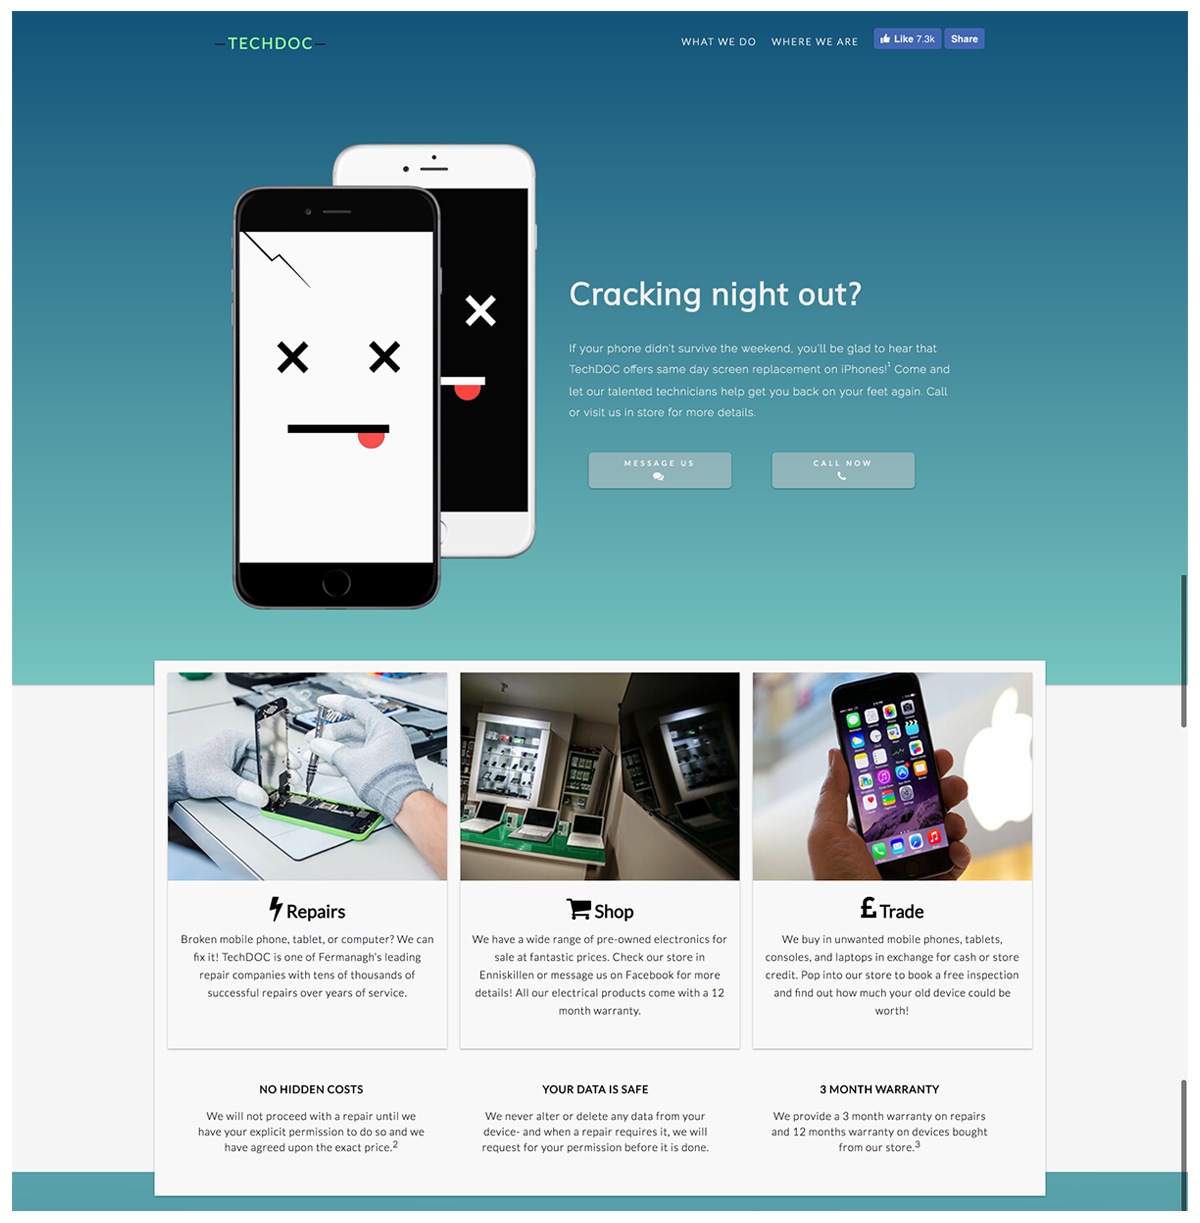 —TECHDOC—
WHAT WE DO
WHERE WE ARE
Like 7.3k
Share
Cracking night out?
If your phone didn't survive the weekend, you'll be glad to hear that
TechDOC offers same day screen replacement on iPhones!¹ Come and
let our talented technicians help get you back on your feet again. Call
or visit us in store for more details.
MESSAGE US
CALL NOW
Repairs
Broken mobile phone, tablet, or computer? We can
fix it! TechDOC is one of Fermanagh's leading
repair companies with tens of thousands of
successful repairs over years of service.
Shop
We have a wide range of pre-owned electronics for
sale at fantastic prices. Check our store in
Enniskillen or message us on Facebook for more
details! All our electrical products come with a 12
month warranty.
£ Trade
We buy in unwanted mobile phones, tablets,
consoles, and laptops in exchange for cash or store
credit. Pop into our store to book a free inspection
and find out how much your old device could be
worth!
NO HIDDEN COSTS
We will not proceed with a repair until we
have your explicit permission to do so and we
have agreed upon the exact price.²
YOUR DATA IS SAFE
We never alter or delete any data from your
device- and when a repair requires it, we will
request for your permission before it is done.
3 MONTH WARRANTY
We provide a 3 month warranty on repairs
and 12 months warranty on devices bought
from our store.³